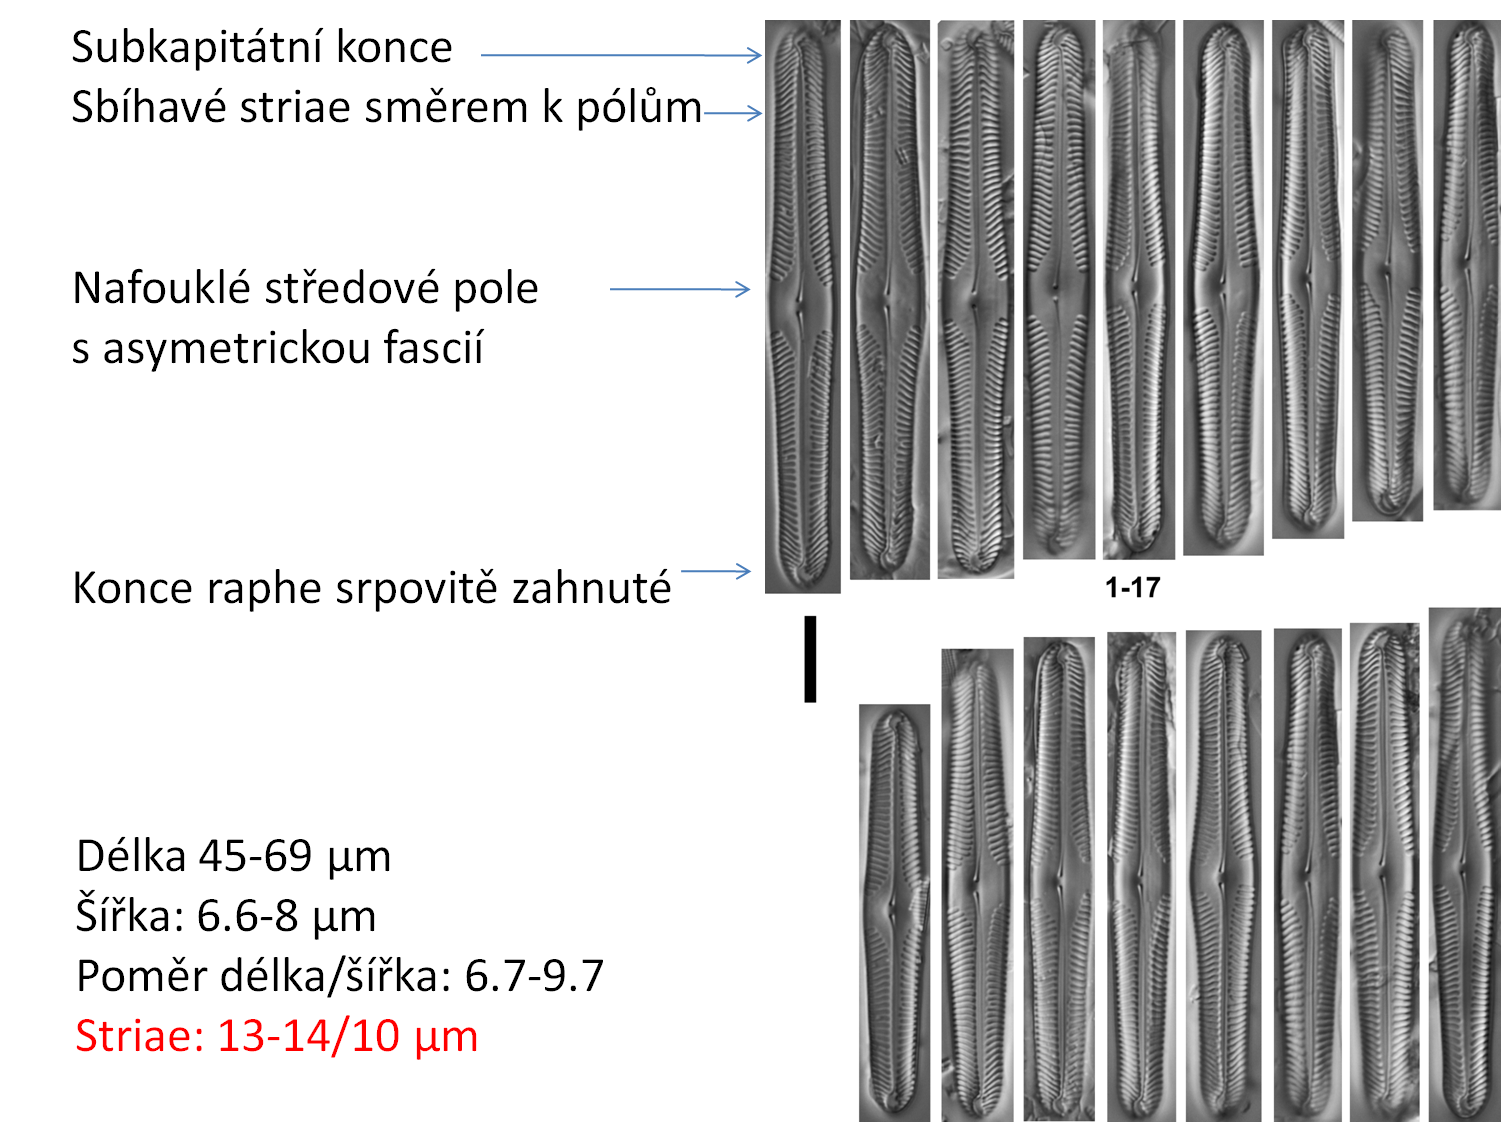 Subkapitátní konce
Sbíhavé striae směrem k pólům
Nafouklé středové pole
s asymetrickou fascií
Konce raphe srpovitě zahnuté
1-17
Délka 45-69 µm
Šířka: 6.6-8 µm
Poměr délka/šířka: 6.7-9.7
Striae: 13-14/10 µm